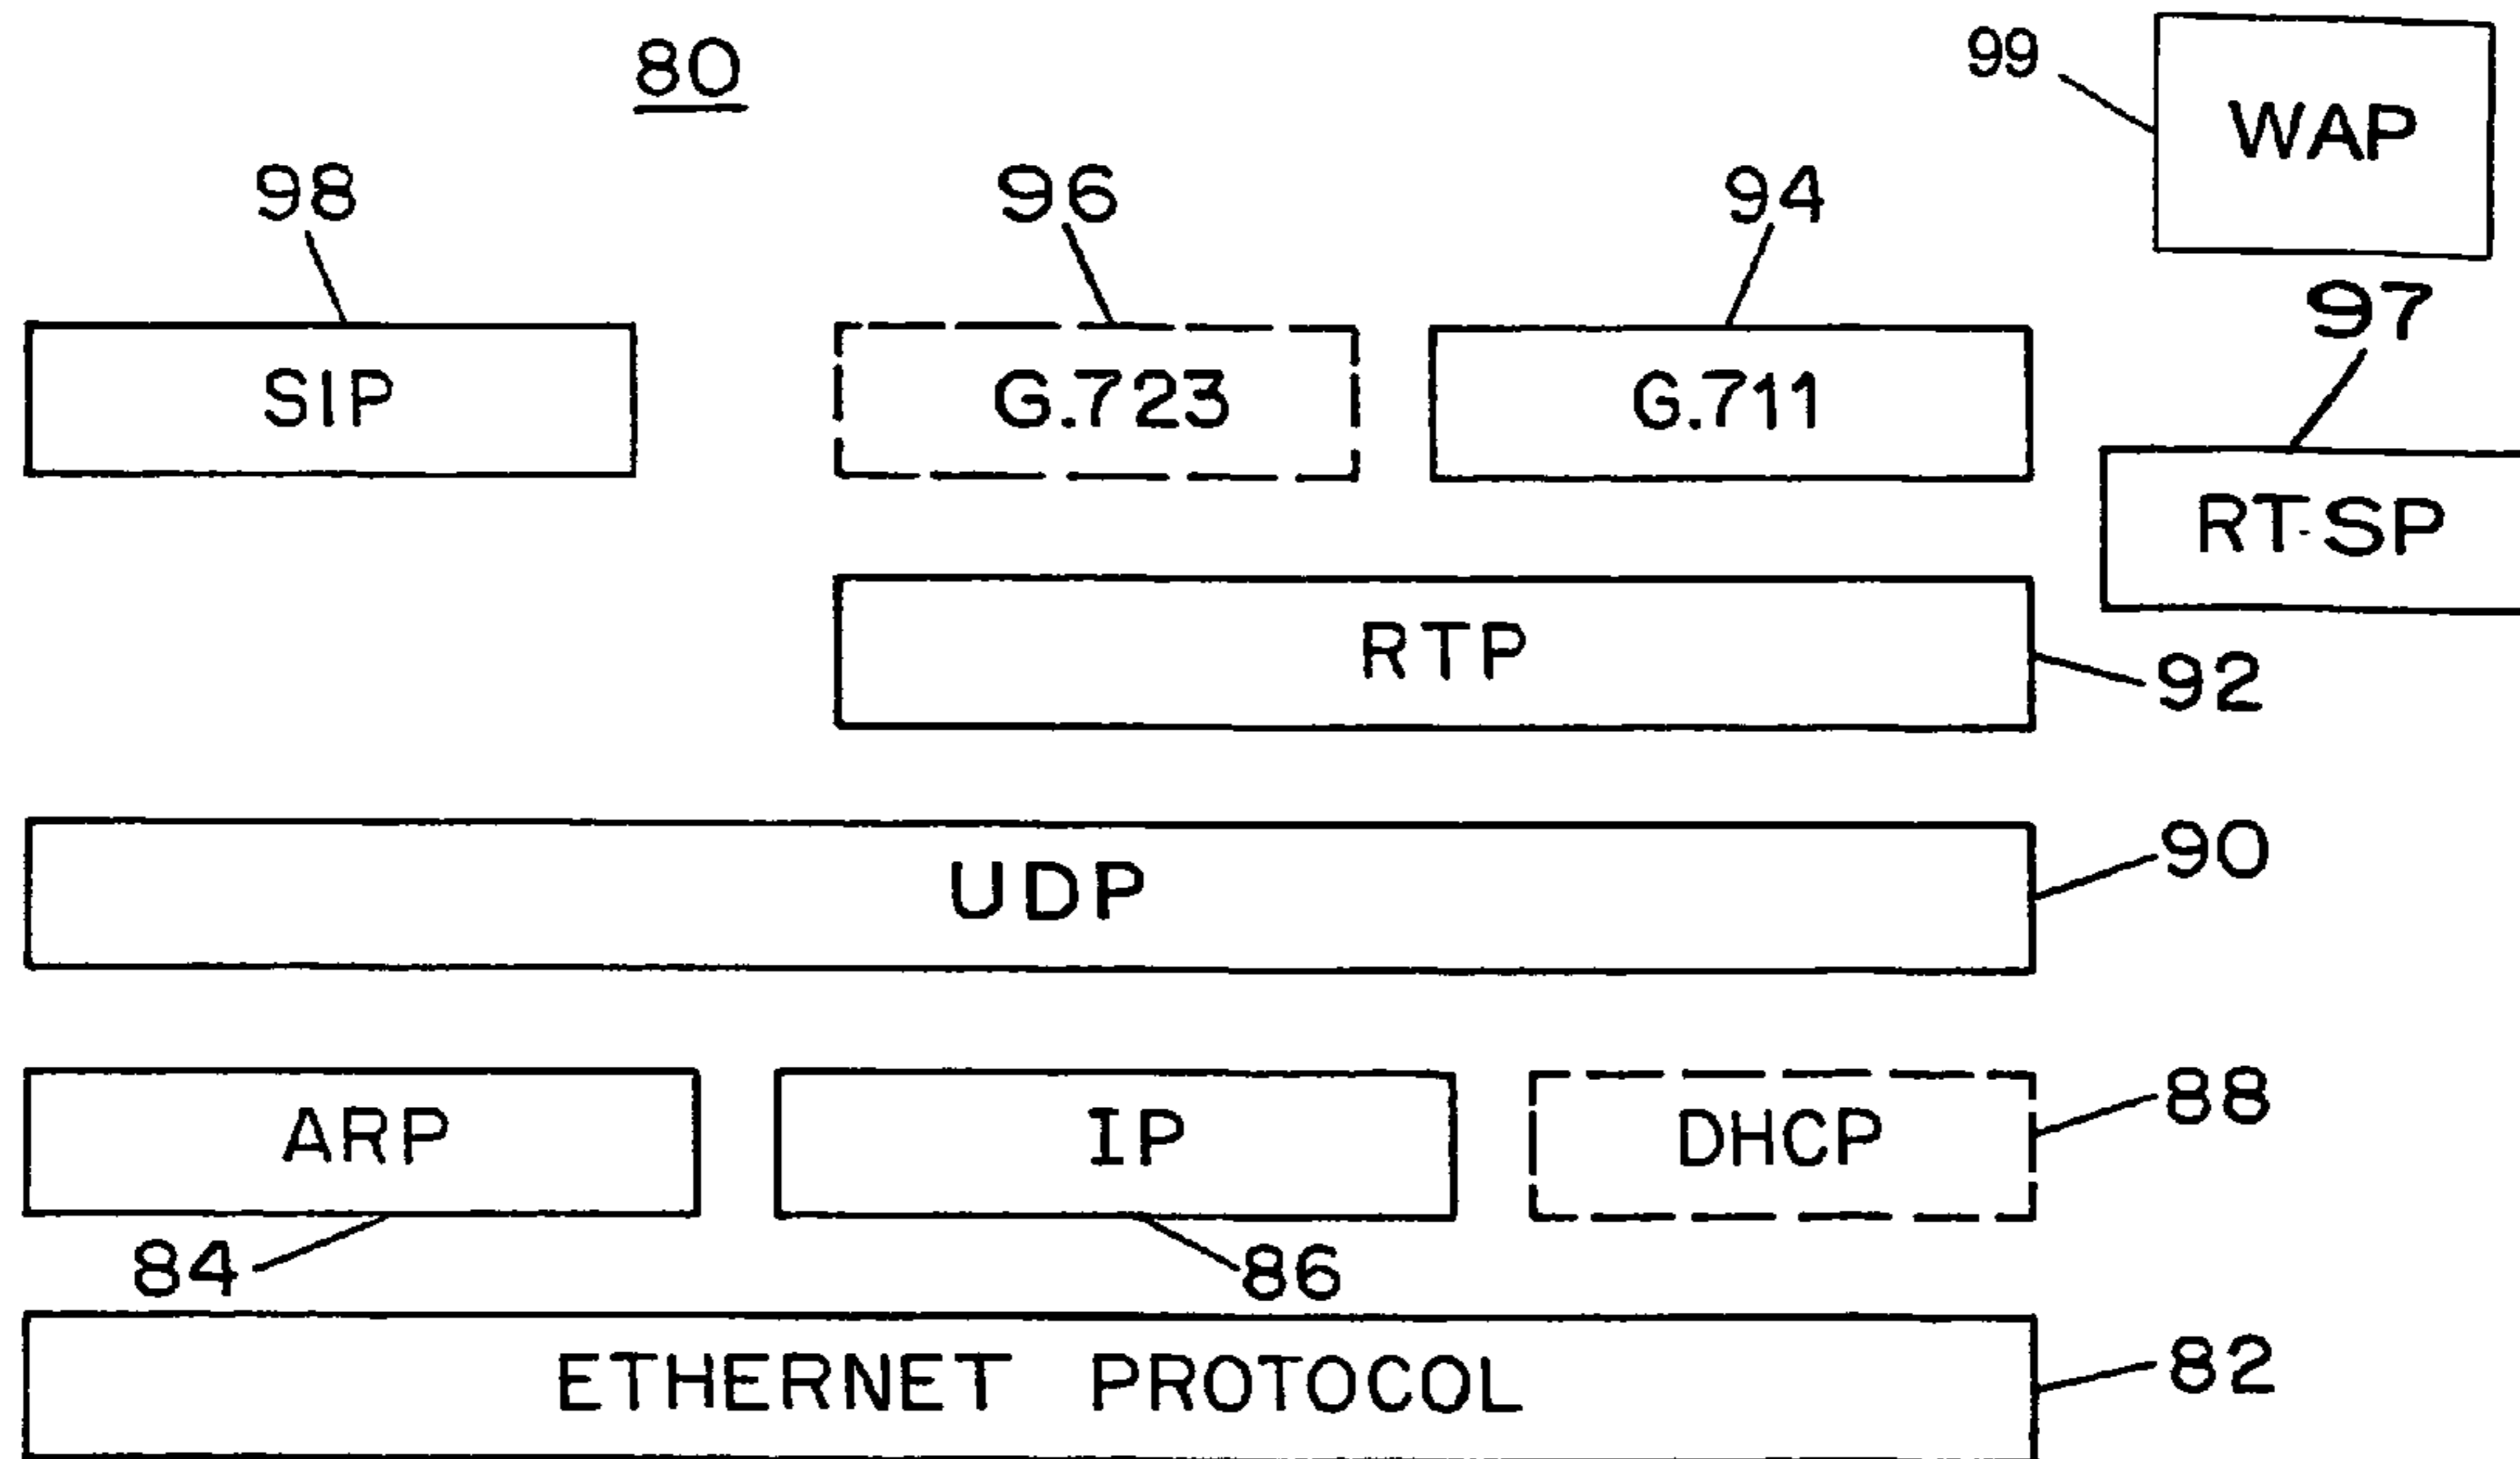 80
99
WAP
98
96
94
97
SIP
G.723
G.711
RT-SP
RTP
92
UDP
90
ARP
IP
DHCP
88
84
86
ETHERNET PROTOCOL
82